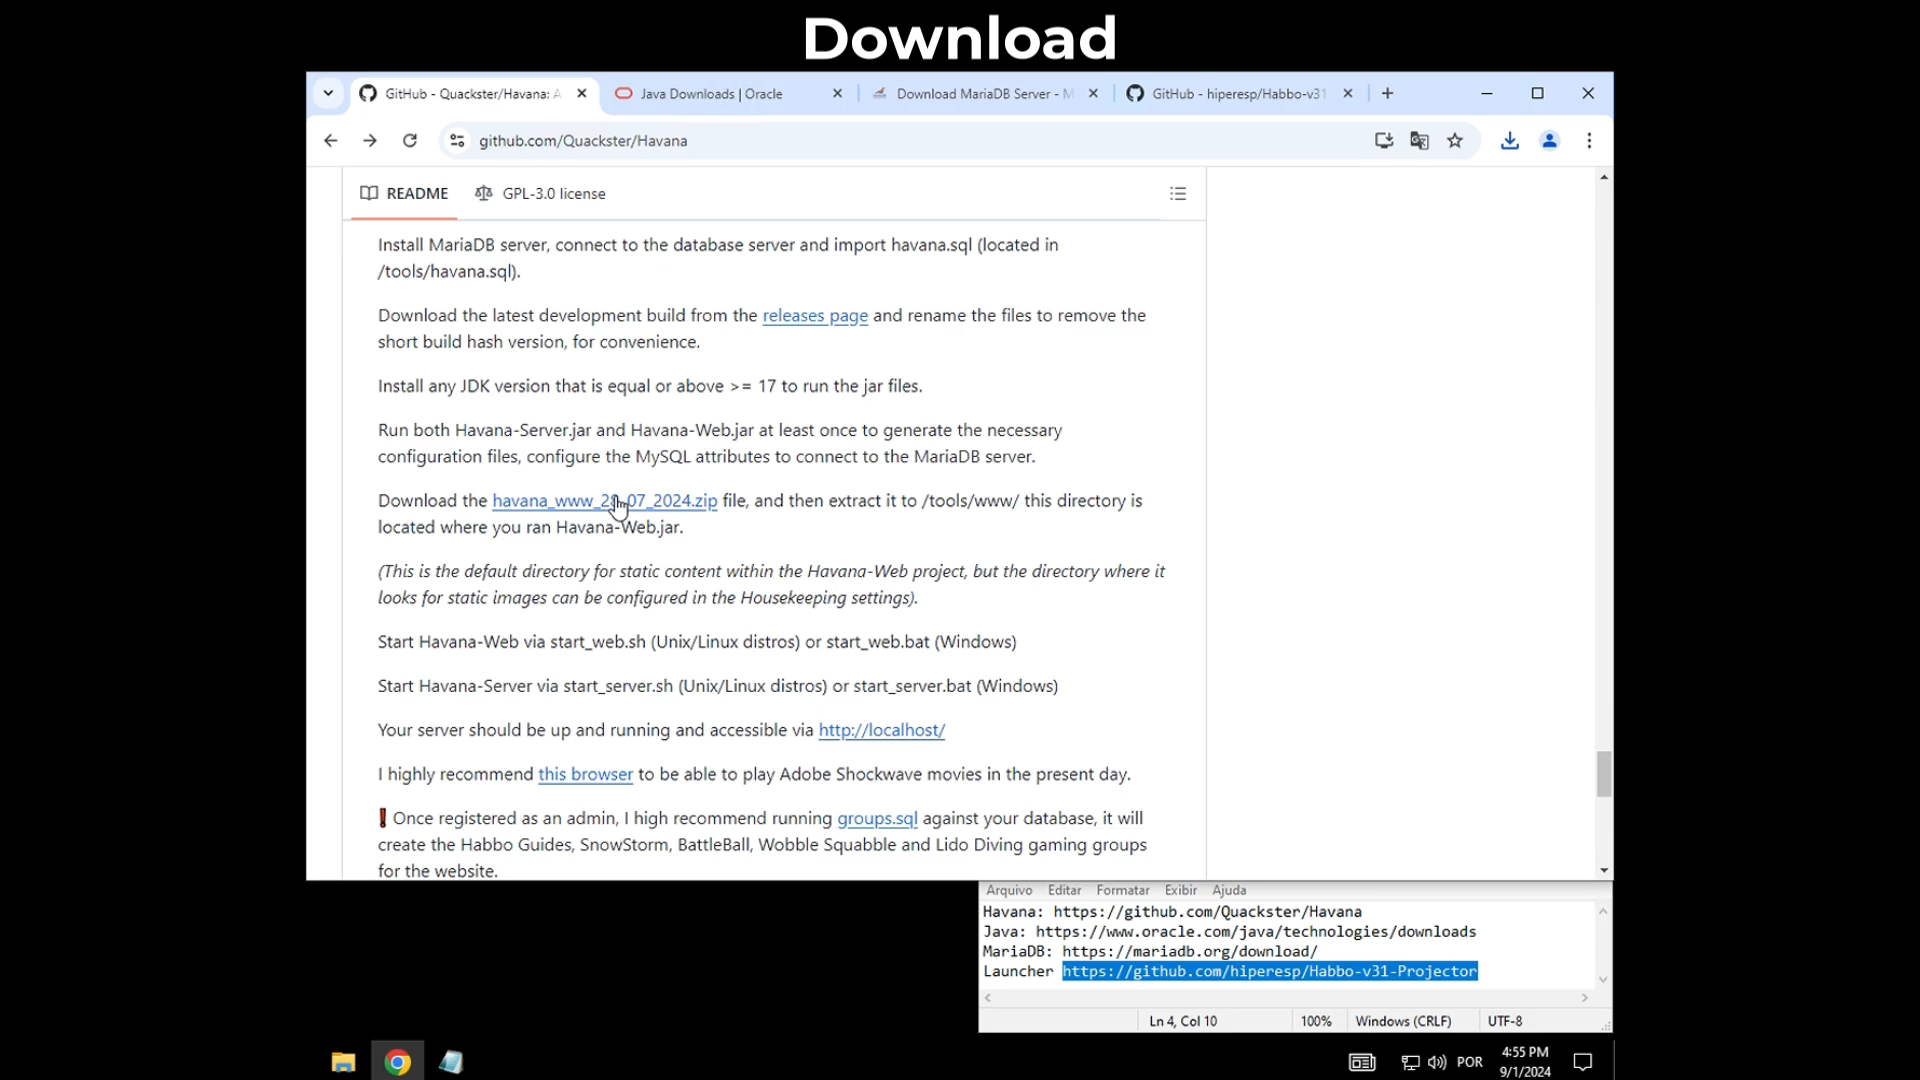 Download
GitHub - Quackster/Havana: A
Java Downloads | Oracle
Download MariaDB Server - M
GitHub - hiperesp/Habbo-v31
github.com/Quackster/Havana
README
GPL-3.0 license
Install MariaDB server, connect to the database server and import havana.sql (located in
/tools/havana.sql).
Download the latest development build from the releases page and rename the files to remove the
short build hash version, for convenience.
Install any JDK version that is equal or above >= 17 to run the jar files.
Run both Havana-Server.jar and Havana-Web.jar at least once to generate the necessary
configuration files, configure the MySQL attributes to connect to the MariaDB server.
Download the havana_www_28_07_2024.zip file, and then extract it to /tools/www/ this directory is
located where you ran Havana-Web.jar.
(This is the default directory for static content within the Havana-Web project, but the directory where it
looks for static images can be configured in the Housekeeping settings).
Start Havana-Web via start_web.sh (Unix/Linux distros) or start_web.bat (Windows)
Start Havana-Server via start_server.sh (Unix/Linux distros) or start_server.bat (Windows)
Your server should be up and running and accessible via http://localhost/
I highly recommend this browser to be able to play Adobe Shockwave movies in the present day.
❗Once registered as an admin, I high recommend running groups.sql against your database, it will
create the Habbo Guides, SnowStorm, BattleBall, Wobble Squabble and Lido Diving gaming groups
for the website.
Arquivo Editar Formatar Exibir Ajuda
Havana: https://github.com/Quackster/Havana
Java: https://www.oracle.com/java/technologies/downloads
MariaDB: https://mariadb.org/download/
Launcher https://github.com/hiperesp/Habbo-v31-Projector
Ln 4, Col 10
100%
Windows (CRLF)
UTF-8
POR
4:55 PM
9/1/2024